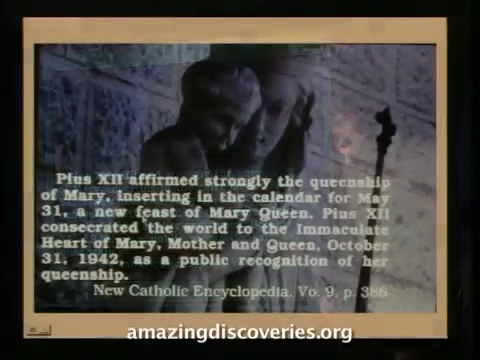 Pius XII affirmed strongly the queenship
of Mary, inserting in the calendar for May
31, a new feast of Mary Queen. Pius XII
consecrated the world to the Immaculate
Heart of Mary, Mother and Queen, October
31, 1942, as a public recognition of her
queenship.
New Catholic Encyclopedia, Vo. 9, p. 386
amazingdiscoveries.org